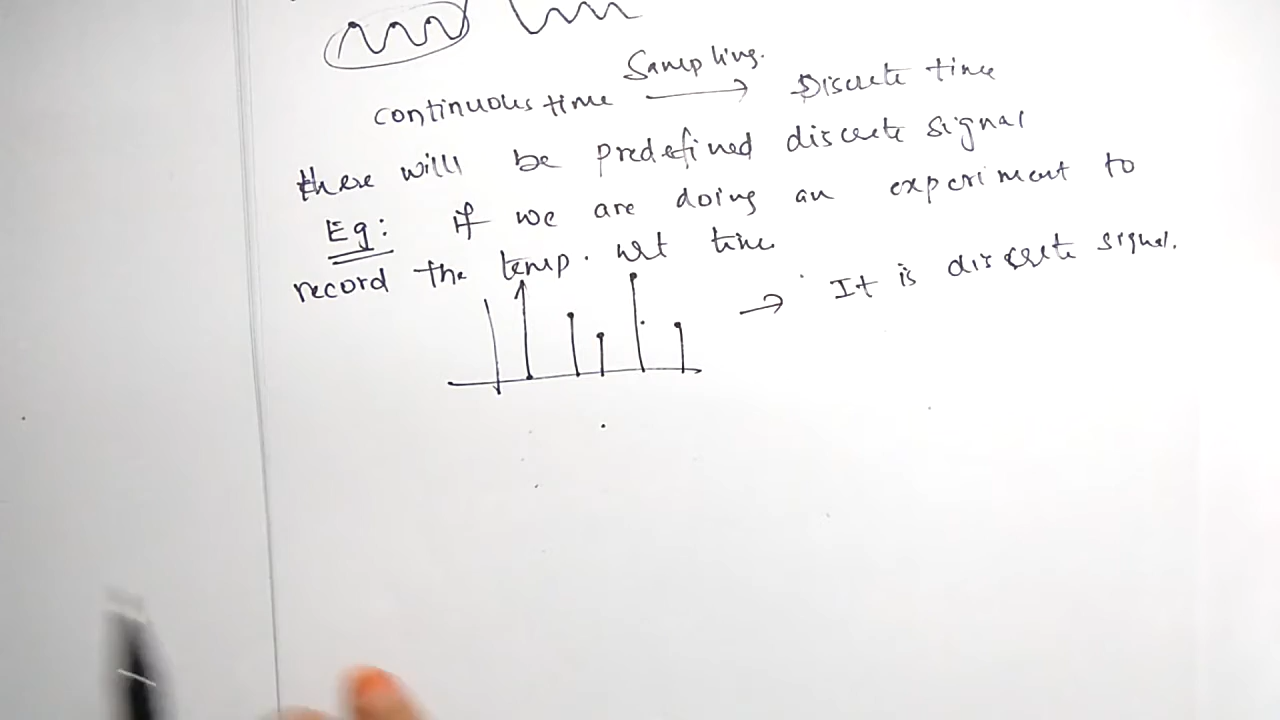 Sampling.
continuous time → Discrete time
there will be predefined discrete signal
Eg: if we are doing an experiment to
record the temp. wrt time
→ It is discrete signal.